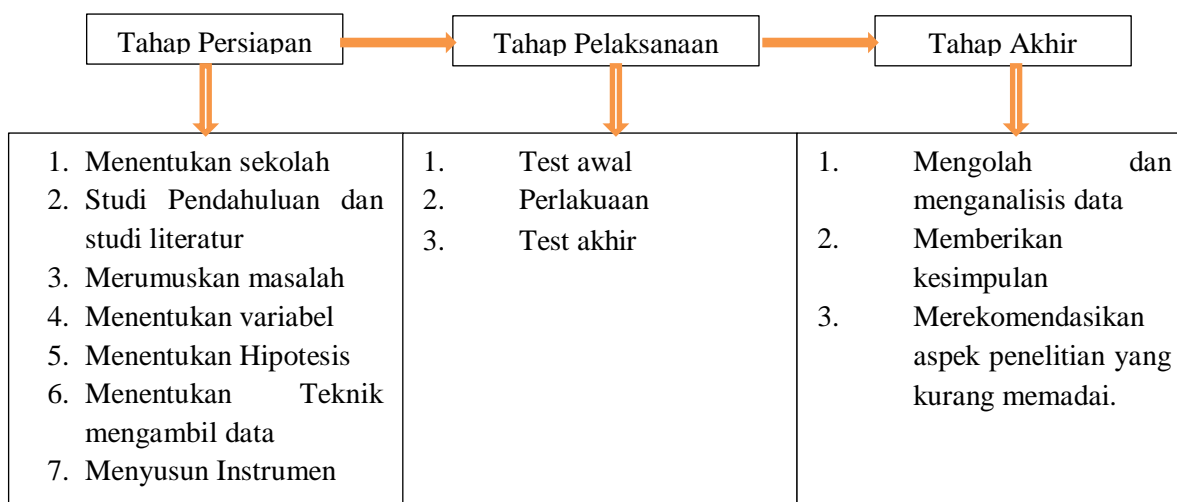 Tahap Persiapan
Tahap Pelaksanaan
Tahap Akhir
1. Menentukan sekolah
2. Studi Pendahuluan dan
studi literatur
3. Merumuskan masalah
4. Menentukan variabel
5. Menentukan Hipotesis
6. Menentukan Teknik
mengambil data
7. Menyusun Instrumen
1. Test awal
2. Perlakuaan
3. Test akhir
1. Mengolah dan
menganalisis data
2. Memberikan
kesimpulan
3. Merekomendasikan
aspek penelitian yang
kurang memadai.